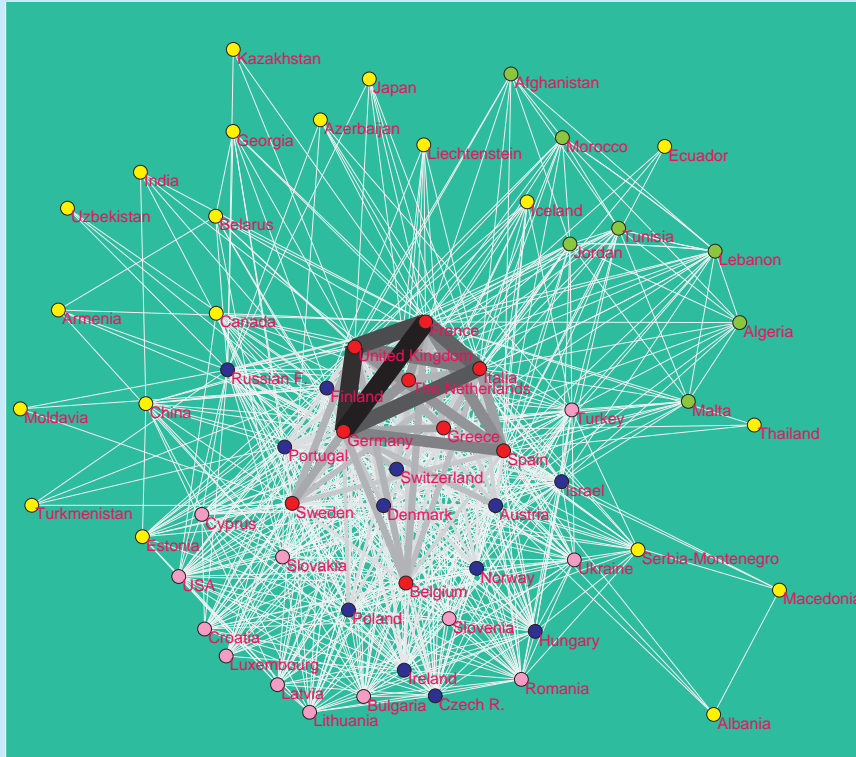 Kazakhstan
Japan
Afghanistan
Azerbaijan
Georgia
Liechtenstein
Morocco
Ecuador
India
Uzbekistan
Belarus
Iceland
Tunisia
Jordan
Lebanon
Armenia
Canada
France
Algeria
United Kingdom
Italia
Russian F.
The Netherlands
Finland
Moldavia
China
Turkey
Malta
Thailand
Germany
Greece
Portugal
Spain
Switzerland
Israel
Turkmenistan
Cyprus
Sweden
Denmark
Austria
Estonia
Slovakia
Serbia-Montenegro
Ukraine
USA
Belgium
Norway
Macedonia
Poland
Slovenia
Croatia
Hungary
Luxembourg
Ireland
Romania
Latvia
Bulgaria
Czech R.
Lithuania
Albania